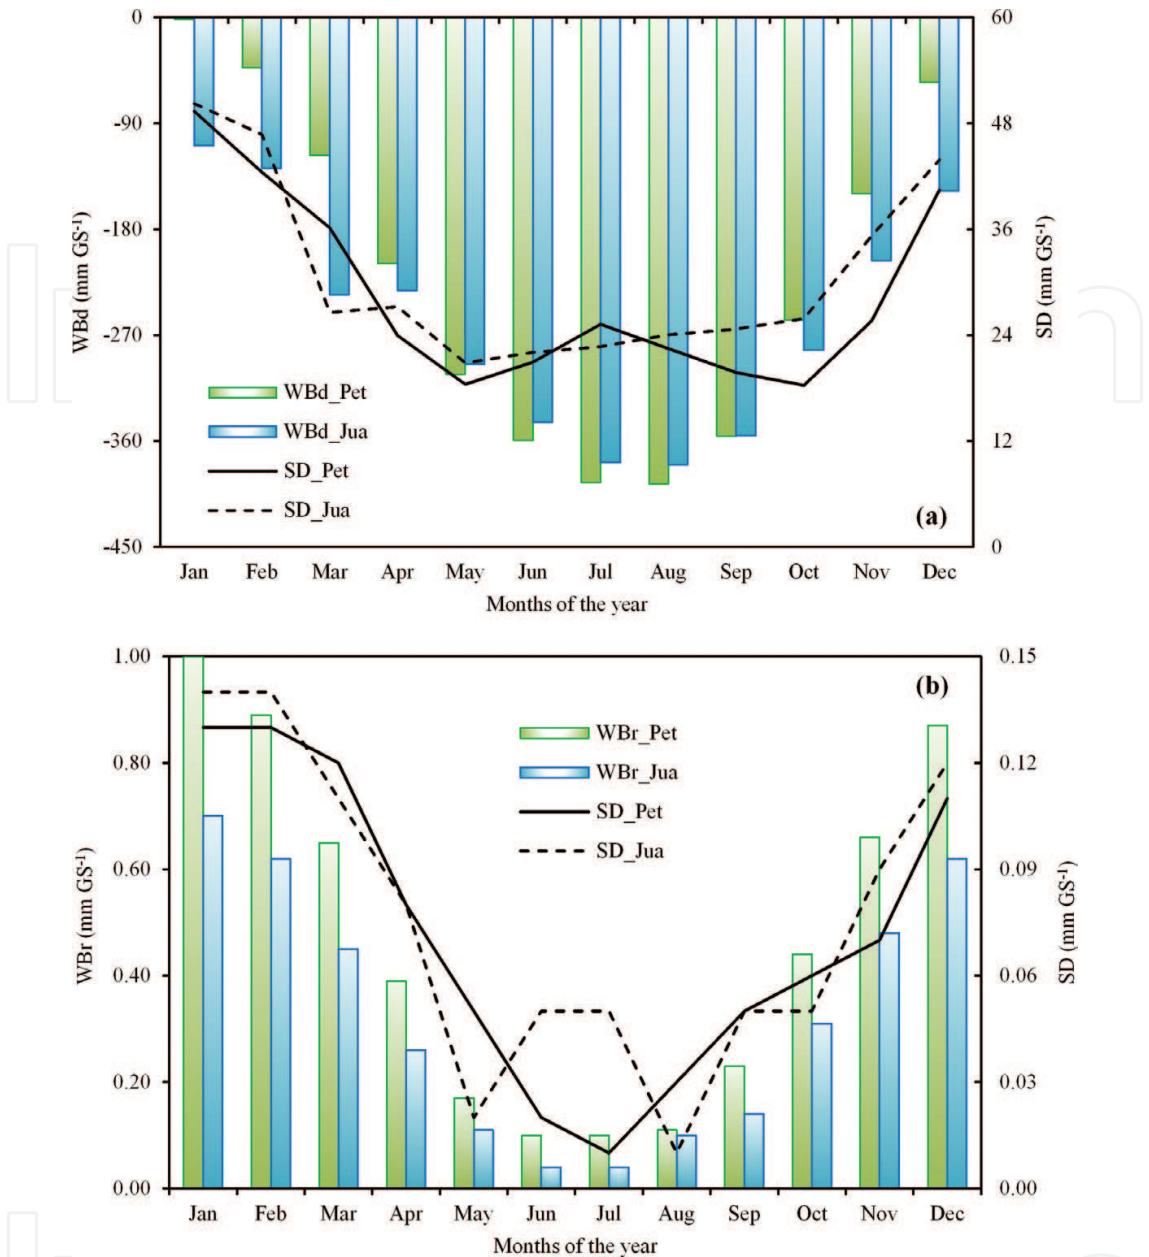 0
60
-90
48
-180
36
-270
24
-360
12
-450
0
WBd (mm GS⁻¹)
SD (mm GS⁻¹)
WBd_Pet
WBd_Jua
SD_Pet
SD_Jua
(a)
Jan Feb Mar Apr May Jun Jul Aug Sep Oct Nov Dec
Months of the year
1.00
0.15
0.80
0.12
0.60
0.09
0.40
0.06
0.20
0.03
0.00
0.00
WBr (mm GS⁻¹)
SD (mm GS⁻¹)
(b)
WBr_Pet
WBr_Jua
SD_Pet
SD_Jua
Jan Feb Mar Apr May Jun Jul Aug Sep Oct Nov Dec
Months of the year